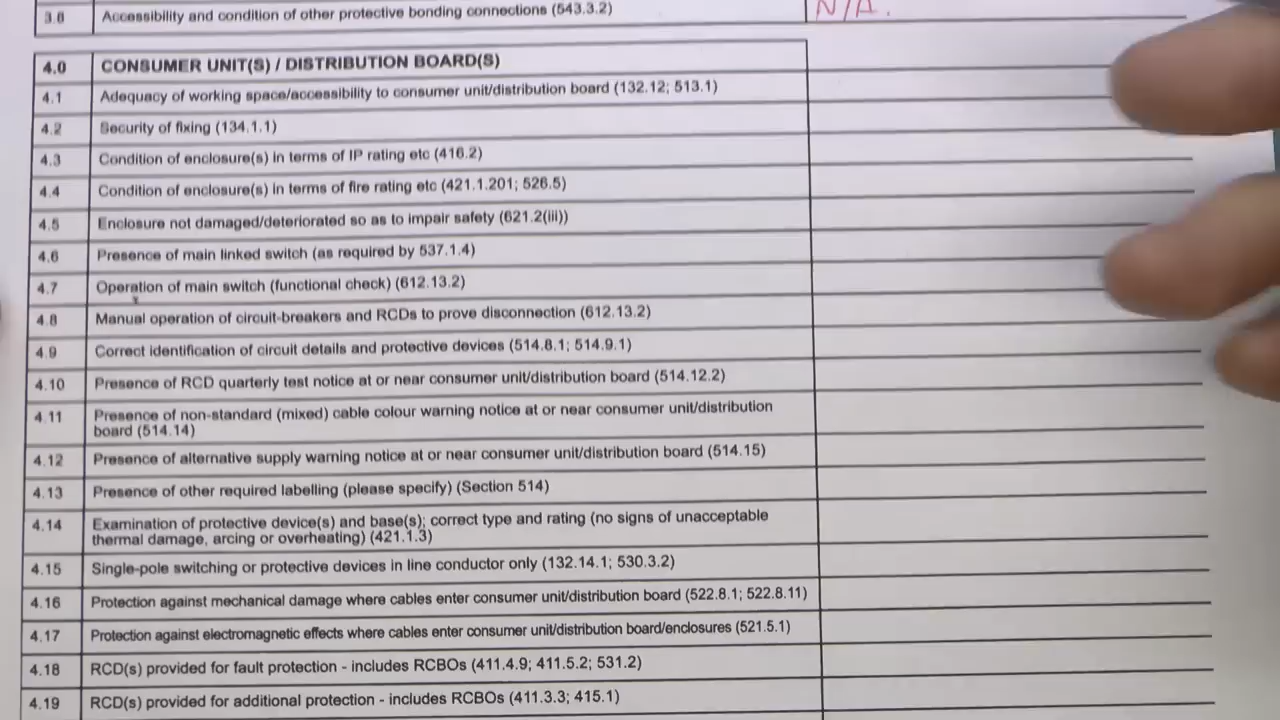 3.8 Accessibility and condition of other protective bonding connections (543.3.2) N/A.
4.0 CONSUMER UNIT(S) / DISTRIBUTION BOARD(S)
4.1 Adequacy of working space/accessibility to consumer unit/distribution board (132.12; 513.1)
4.2 Security of fixing (134.1.1)
4.3 Condition of enclosure(s) in terms of IP rating etc (416.2)
4.4 Condition of enclosure(s) in terms of fire rating etc (421.1.201; 526.5)
4.5 Enclosure not damaged/deteriorated so as to impair safety (621.2(iii))
4.6 Presence of main linked switch (as required by 537.1.4)
4.7 Operation of main switch (functional check) (612.13.2)
4.8 Manual operation of circuit-breakers and RCDs to prove disconnection (612.13.2)
4.9 Correct identification of circuit details and protective devices (514.8.1; 514.9.1)
4.10 Presence of RCD quarterly test notice at or near consumer unit/distribution board (514.12.2)
4.11 Presence of non-standard (mixed) cable colour warning notice at or near consumer unit/distribution
board (514.14)
4.12 Presence of alternative supply warning notice at or near consumer unit/distribution board (514.15)
4.13 Presence of other required labelling (please specify) (Section 514)
4.14 Examination of protective device(s) and base(s); correct type and rating (no signs of unacceptable
thermal damage, arcing or overheating) (421.1.3)
4.15 Single-pole switching or protective devices in line conductor only (132.14.1; 530.3.2)
4.16 Protection against mechanical damage where cables enter consumer unit/distribution board (522.8.1; 522.8.11)
4.17 Protection against electromagnetic effects where cables enter consumer unit/distribution board/enclosures (521.5.1)
4.18 RCD(s) provided for fault protection - includes RCBOs (411.4.9; 411.5.2; 531.2)
4.19 RCD(s) provided for additional protection - includes RCBOs (411.3.3; 415.1)